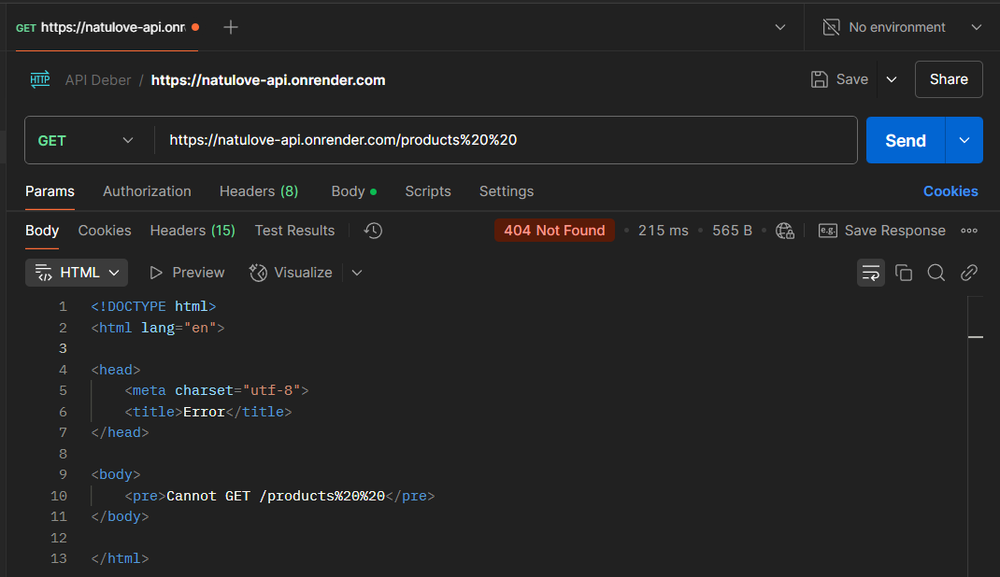 GET https://natulove-api.onr
No environment
HTTP API Deber / https://natulove-api.onrender.com Save Share
GET https://natulove-api.onrender.com/products%20%20 Send
Params Authorization Headers (8) Body Scripts Settings Cookies
Body Cookies Headers (15) Test Results 404 Not Found 215 ms 565 B e.g. Save Response
HTML Preview Visualize
1 <!DOCTYPE html>
2 <html lang="en">
3
4 <head>
5 <meta charset="utf-8">
6 <title>Error</title>
7 </head>
8
9 <body>
10 <pre>Cannot GET /products%20%20</pre>
11 </body>
12
13 </html>